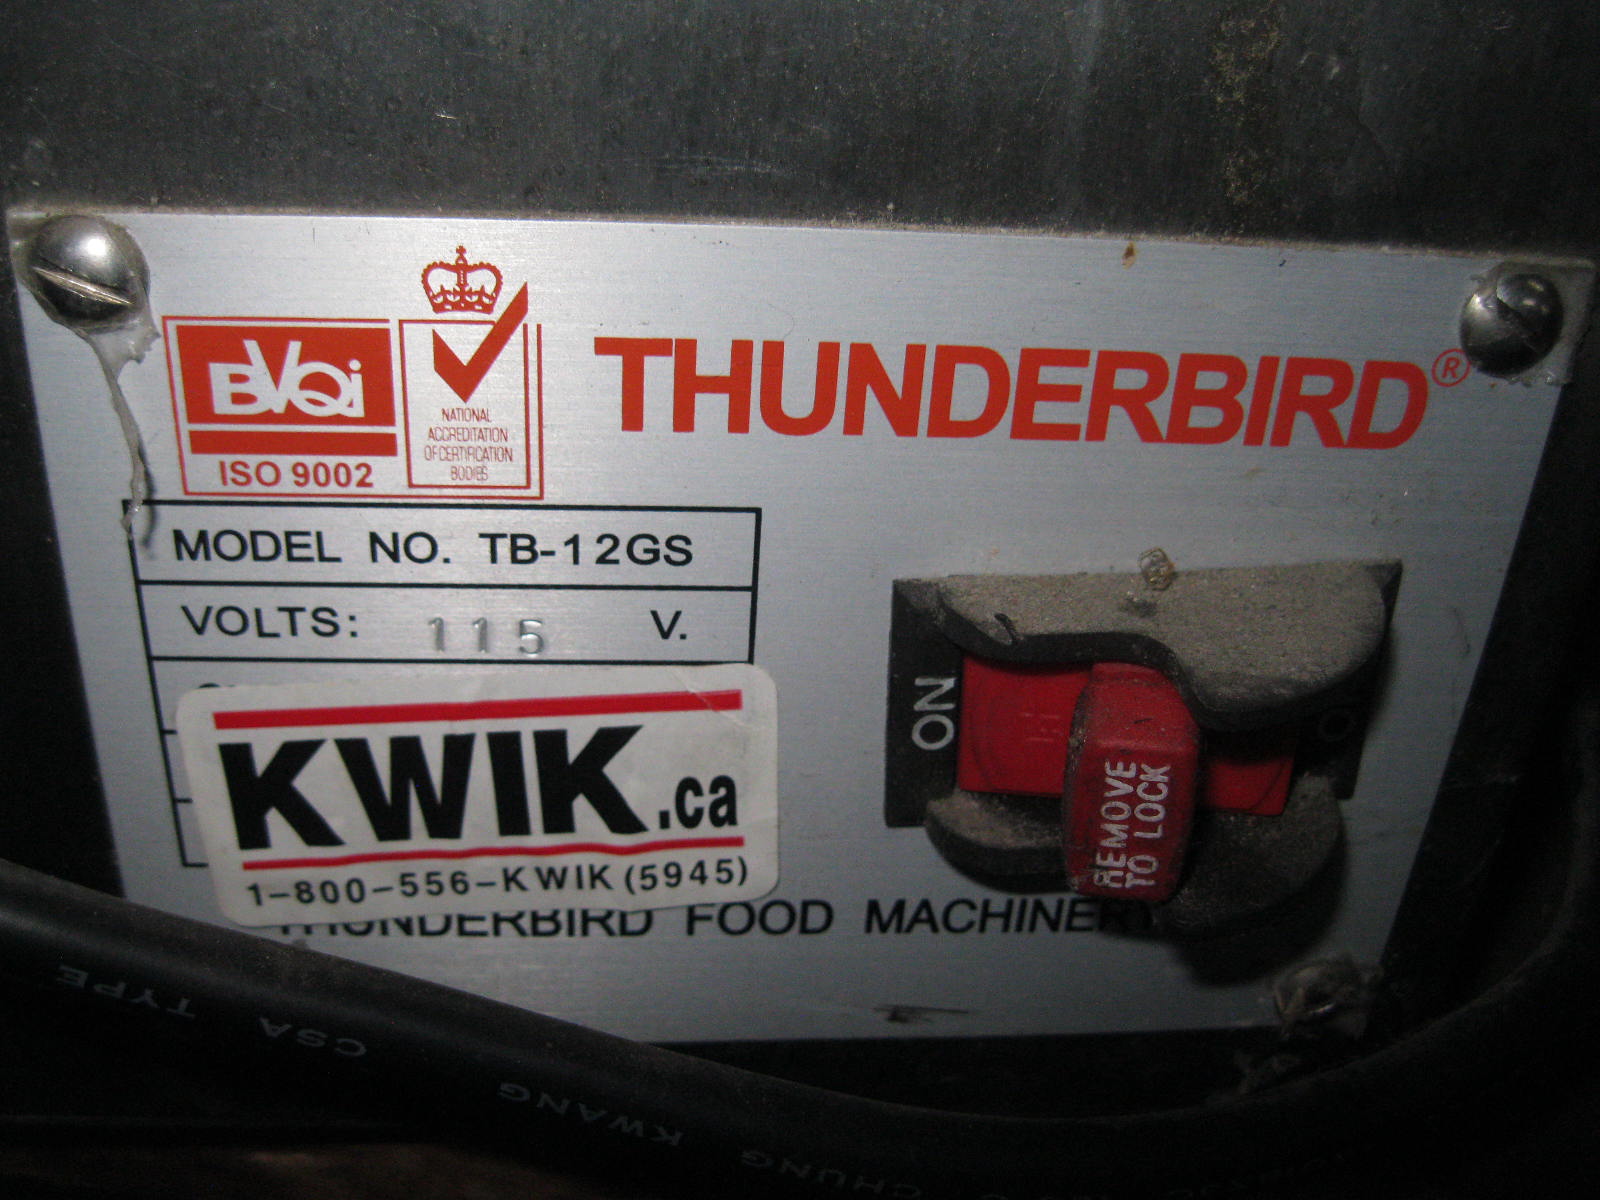 BVQi
ISO 9002
NATIONAL
ACCREDITATION
OF CERTIFICATION
BODIES
THUNDERBIRD®
MODEL NO. TB-12GS
VOLTS: 115 V.
KWIK.ca
1-800-556-KWIK (5945)
THUNDERBIRD FOOD MACHINERY
ON
REMOVE
TO LOCK
CSA TYPE
CHUNG KWANG